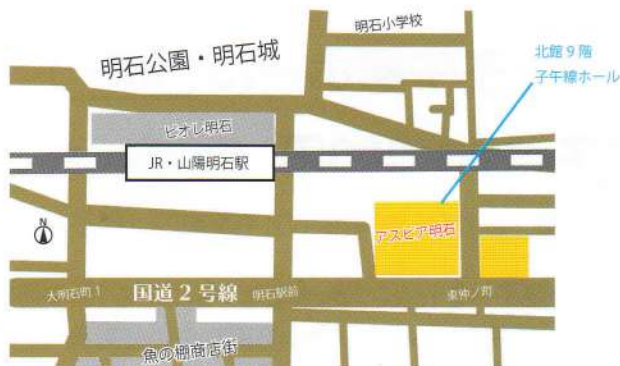 明石小学校
明石公園・明石城
北館9階
子午線ホール
ピオレ明石
JR・山陽明石駅
N
アスピア明石
大明石町1
国道2号線
明石駅前
東仲ノ町
魚の棚商店街